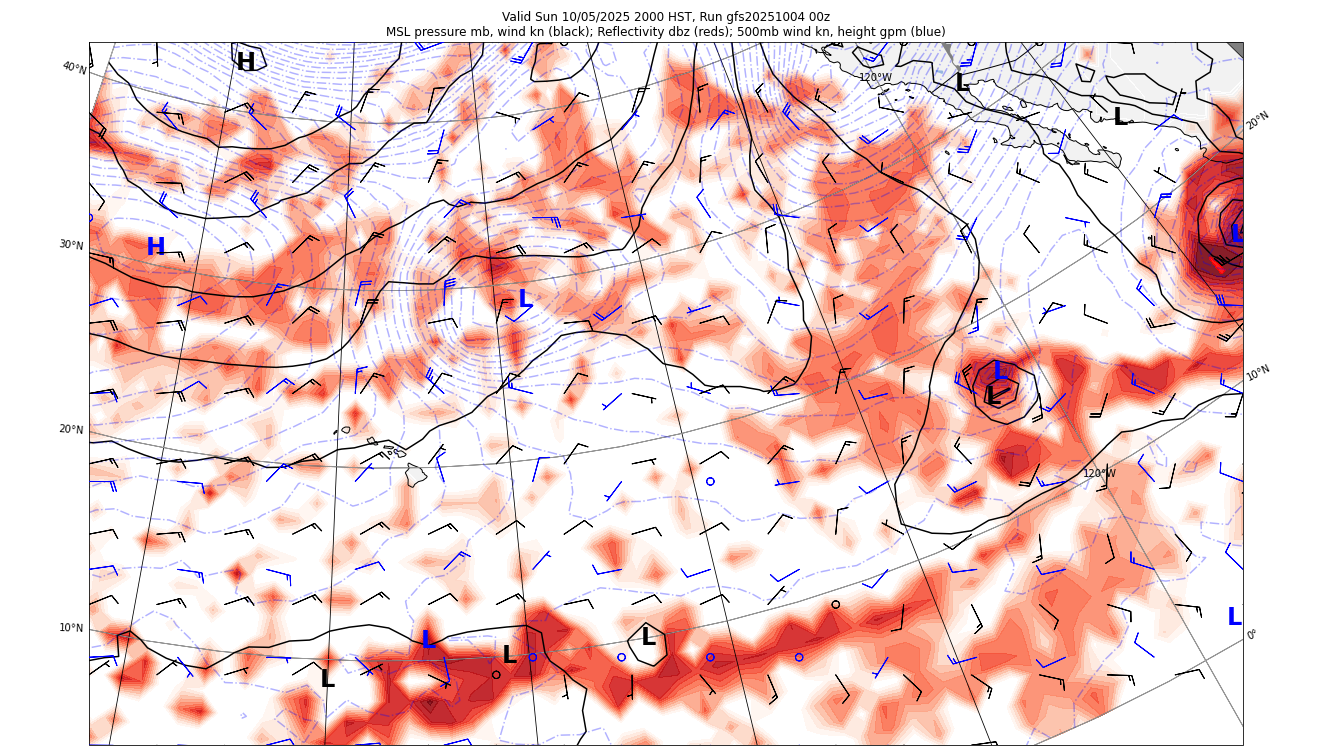 Valid Sun 10/05/2025 2000 HST, Run gfs20251004 00z
MSL pressure mb, wind kn (black); Reflectivity dbz (reds); 500mb wind kn, height gpm (blue)
40°N
H
120°W
L
L
20°N
30°N
H
L
L
L
L
10°N
20°N
120°W
10°N
L
L
L
L
L
0°